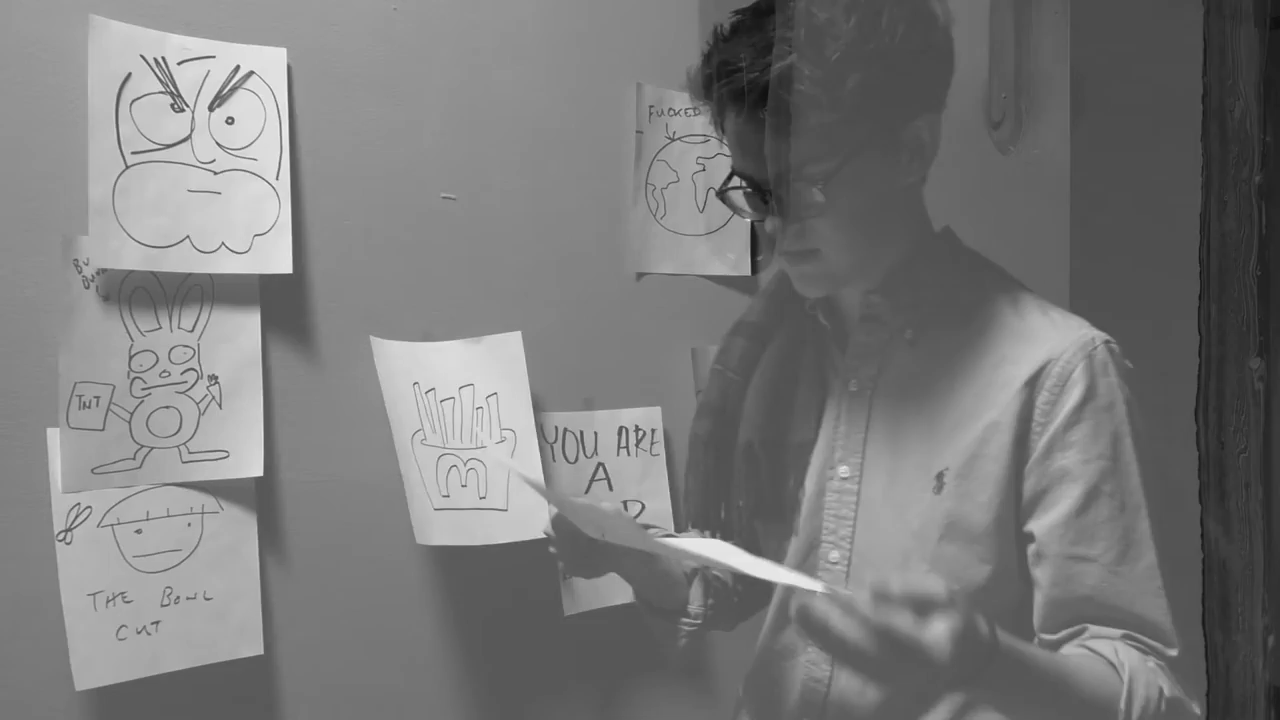 FUCKED
TNT
YOU ARE
A
THE BOWL
CUT